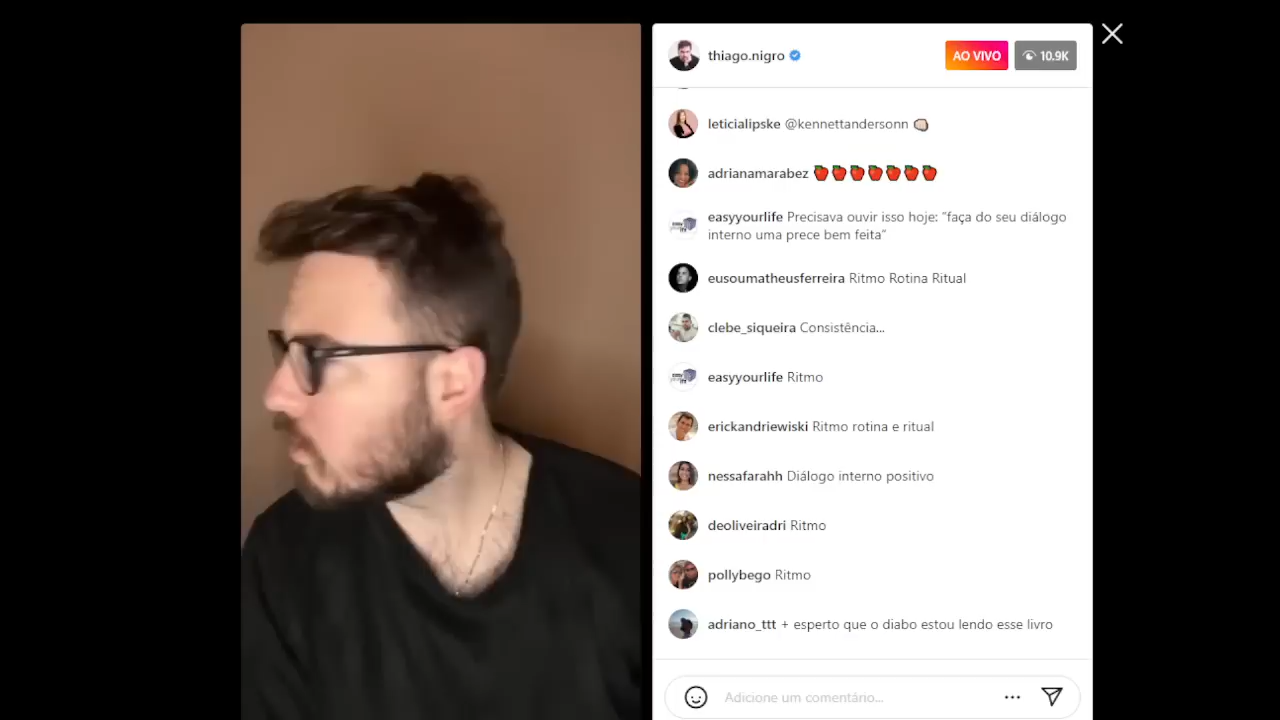 thiago.nigro
AO VIVO
10.9K
leticialipske @kennettandersonn
adrianamarabez 🍎🍎🍎🍎🍎🍎🍎
easyyourlife Precisava ouvir isso hoje: “faça do seu diálogo
interno uma prece bem feita”
eusoumatheusferreira Ritmo Rotina Ritual
clebe_siqueira Consistência...
easyyourlife Ritmo
erickandriewiski Ritmo rotina e ritual
nessafarahh Diálogo interno positivo
deoliveiradri Ritmo
pollybego Ritmo
adriano_ttt + esperto que o diabo estou lendo esse livro
Adicione um comentário...